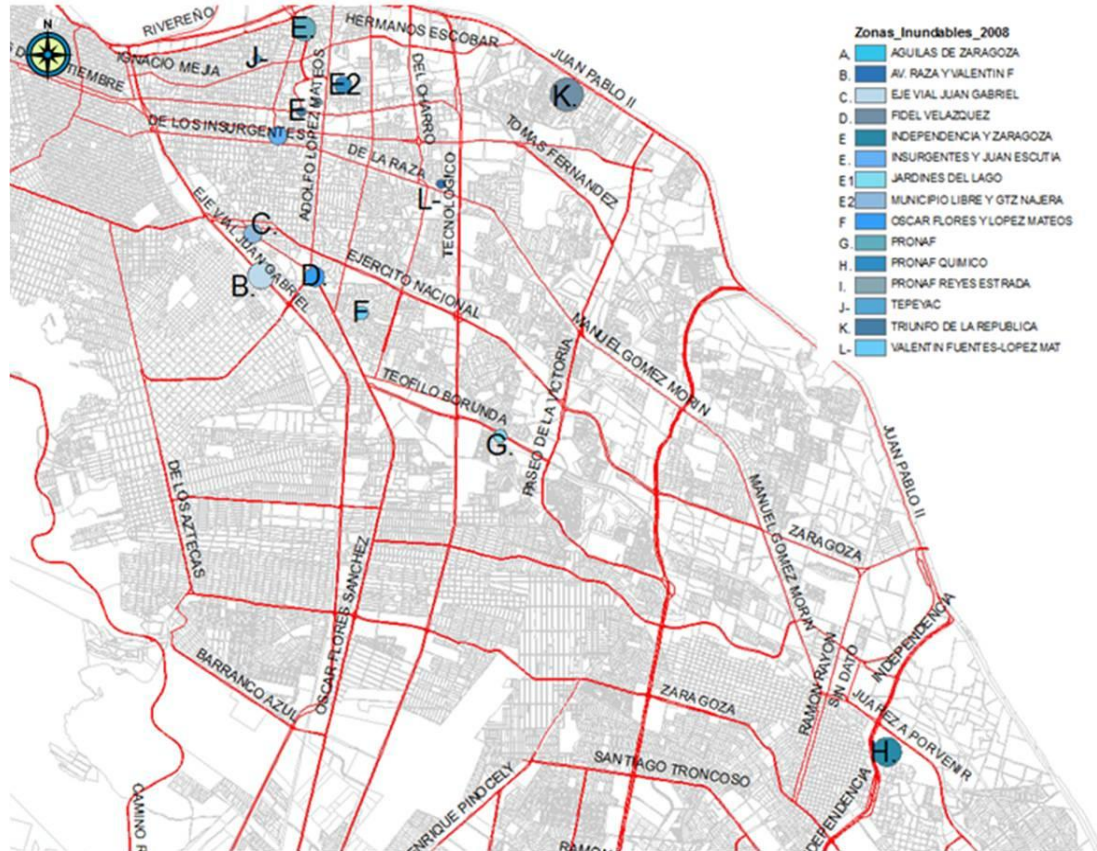 N
RIVEREÑO
HERMANOS ESCOBAR
JUAN PABLO II
IGNACIO MEJIA
J-
E.
E2
K.
TIEMBRE
E
DEL CHARRO
DE LOS INSURGENTES
ADOLFO LOPEZ MATEOS
DE LA RAZA
TOMAS FERNANDEZ
L-
TECNOLOGICO
C.
EJE VIAL JUAN GABRIEL
B.
D.
EJERCITO NACIONAL
F
MANUEL GOMEZ MORIN
PASEO DE LA VICTORIA
TEOFILO BORUNDA
G.
JUAN PABLO II
DE LOS AZTECAS
MANUEL GOMEZ MORIN
ZARAGOZA
OSCAR FLORES SANCHEZ
INDEPENDENCIA
BARRANCO AZUL
RAMON RAYON
SIN DATO
ZARAGOZA
JUAREZ A PORVENIR
H.
SANTIAGO TRONCOSO
ENRIQUE PINOCELY
CAMINO R
RAMON
DEPENDENCIA
Zonas_Inundables_2008
A. AGUILAS DE ZARAGOZA
B. AV. RAZA Y VALENTIN F
C. EJE VIAL JUAN GABRIEL
D. FIDEL VELAZQUEZ
E INDEPENDENCIA Y ZARAGOZA
E. INSURGENTES Y JUAN ESCUTIA
E1 JARDINES DEL LAGO
E2 MUNICIPIO LIBRE Y GTZ NAJERA
F OSCAR FLORES Y LOPEZ MATEOS
G. PRONAF
H. PRONAF QUIMICO
I. PRONAF REYES ESTRADA
J- TEPEYAC
K. TRIUNFO DE LA REPUBLICA
L- VALENTIN FUENTES-LOPEZ MAT